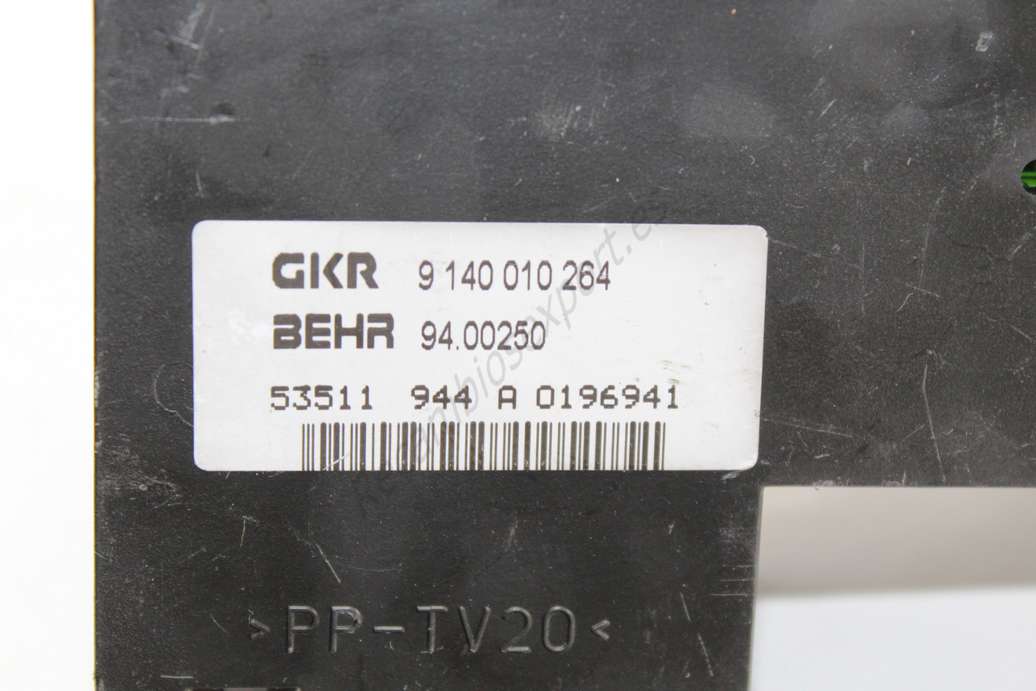 GKR 9 140 010 264
BEHR 94.00250
53511 944 A 0196941
>PP-TV20<